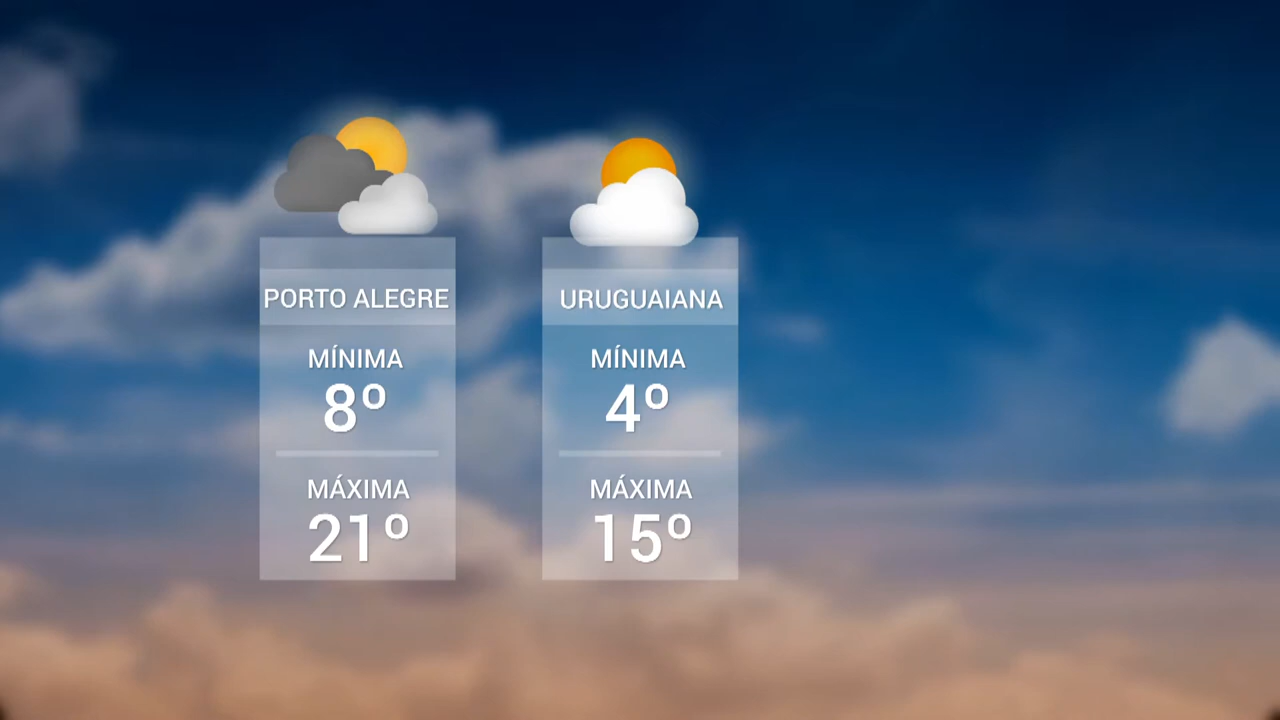 PORTO ALEGRE
MÍNIMA
8º
MÁXIMA
21º
URUGUAIANA
MÍNIMA
4º
MÁXIMA
15º